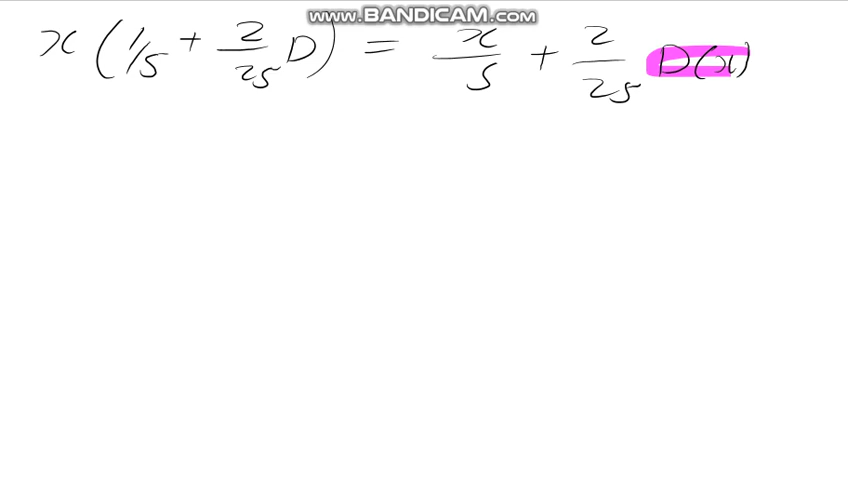 www.BANDICAM.com
x (1/5 + 2/25 D) = x/5 + 2/25 D(x)